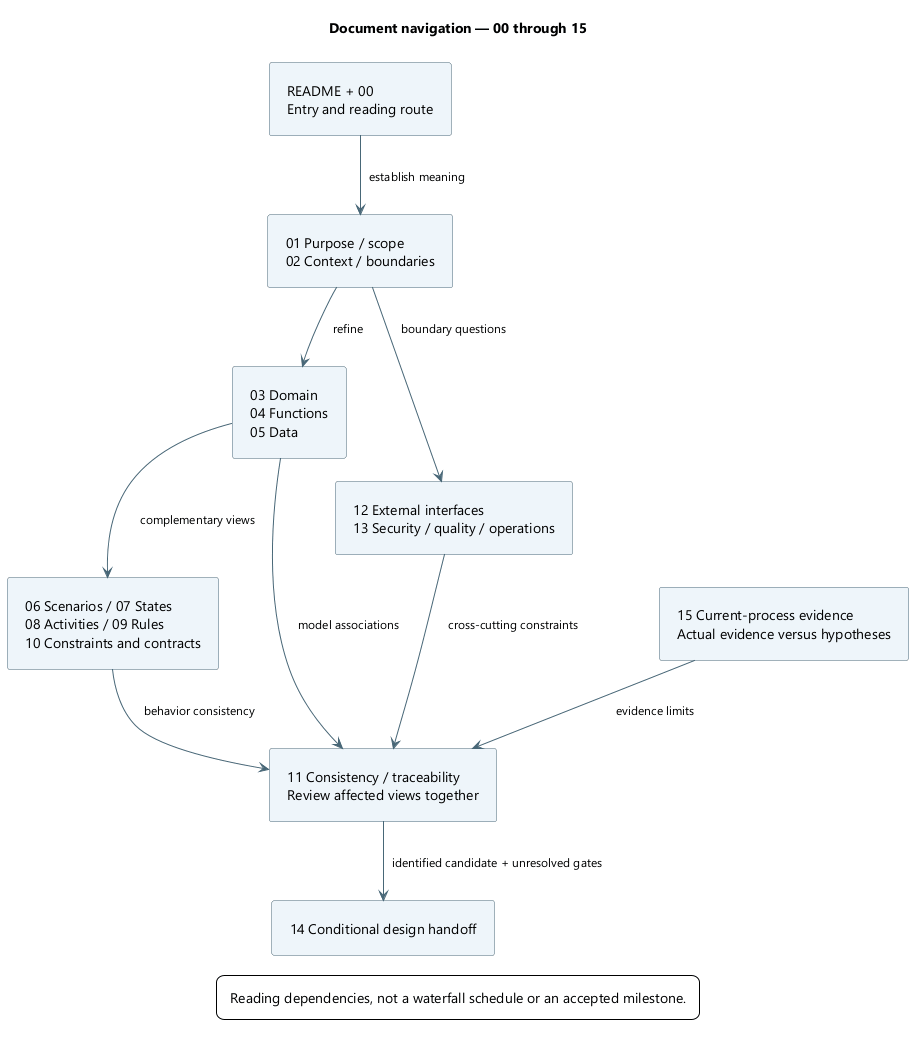 Document navigation — 00 through 15
README + 00
Entry and reading route
establish meaning
01 Purpose / scope
02 Context / boundaries
refine
boundary questions
03 Domain
04 Functions
05 Data
12 External interfaces
13 Security / quality / operations
complementary views
06 Scenarios / 07 States
08 Activities / 09 Rules
10 Constraints and contracts
model associations
cross-cutting constraints
15 Current-process evidence
Actual evidence versus hypotheses
behavior consistency
evidence limits
11 Consistency / traceability
Review affected views together
identified candidate + unresolved gates
14 Conditional design handoff
Reading dependencies, not a waterfall schedule or an accepted milestone.